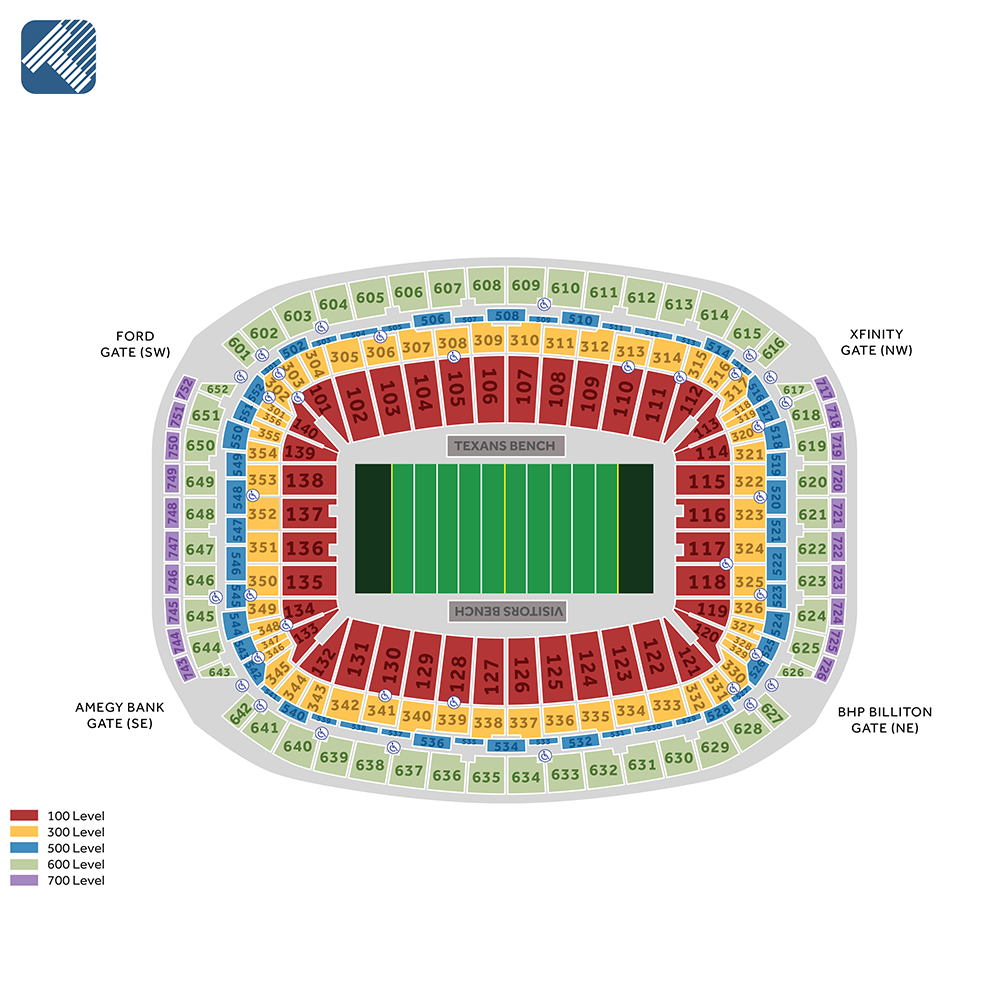 608 609
607 610
606 611
605 612
604 613
603 614
602 615
601 616
FORD
GATE (SW)
XFINITY
GATE (NW)
506 507 508 509 510
502 503 504 505 514
304 305 306 307 308 309 310 311 312 313 314 315
303 302 301 316 317 318 319 320
101 102 103 104 105 106 107 108 109 110 111 112
140 113
139 114
138 115
137 116
136 117
135 118
134 119
133 120
TEXANS BENCH
752 652 617 717
751 651 618 718
750 650 619 719
749 649 620 720
748 648 621 721
747 647 622 722
746 646 623 723
745 645 624 724
744 644 625 725
743 643 626 726
552 551 550 549 548 547 546 545 544 543 542
356 355 354 353 352 351 350 349 348 347 346
321 322 323 324 325 326 327 328 329
516 517 518 519 520 521 522 523 524 525 526
VISITORS BENCH
132 131 130 129 128 127 126 125 124 123 122 121
345 344 343 342 341 340 339 338 337 336 335 334 333 332 331 330
540 536 535 534 533 532 528
642 627
641 628
640 629
639 630
638 631
637 632
636 633
635 634
AMEGY BANK
GATE (SE)
BHP BILLITON
GATE (NE)
100 Level
300 Level
500 Level
600 Level
700 Level